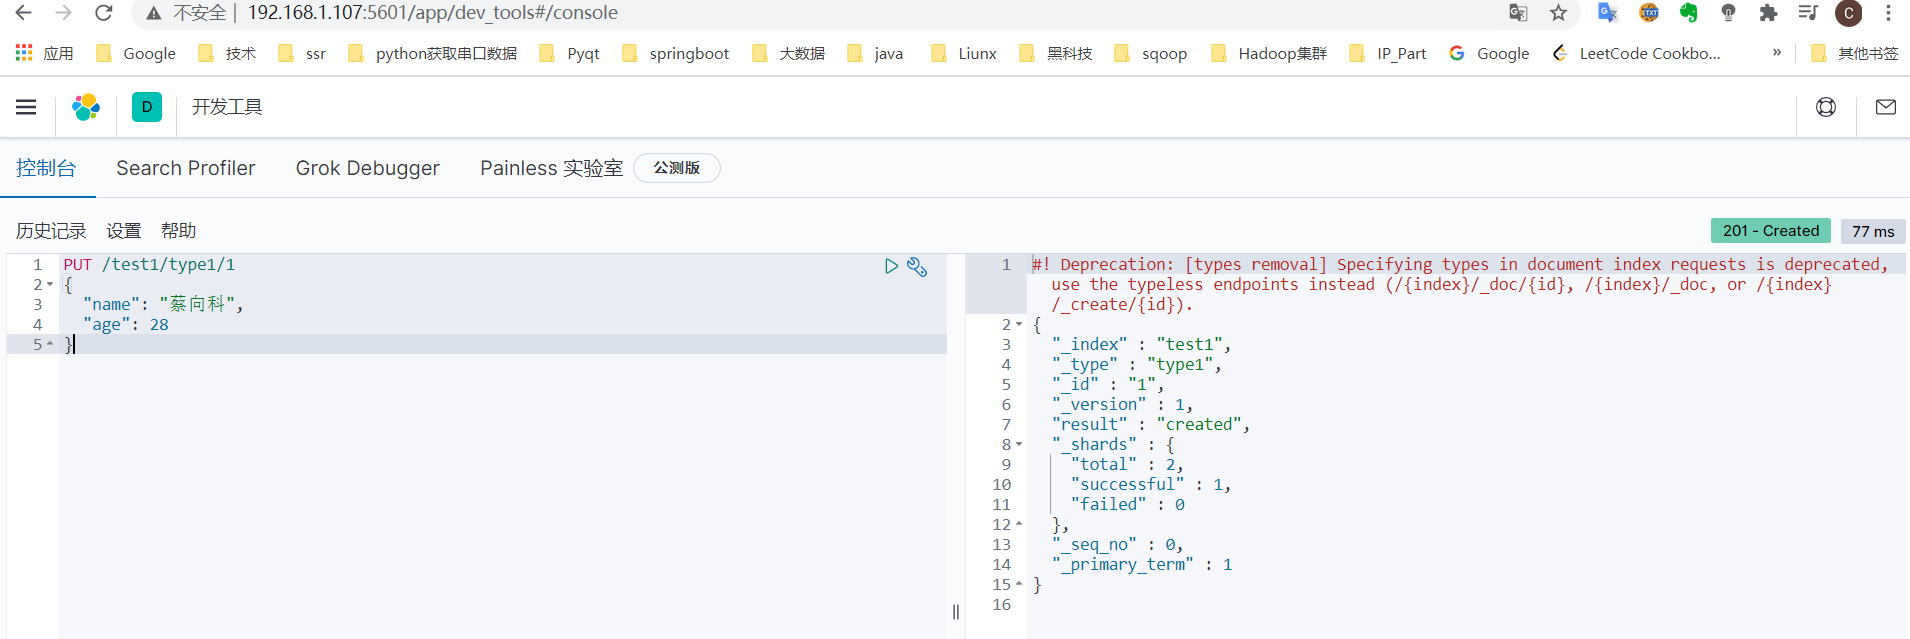 不安全 | 192.168.1.107:5601/app/dev_tools#/console
应用 Google 技术 ssr python获取串口数据 Pyqt springboot 大数据 java Liunx 黑科技 sqoop Hadoop集群 IP_Part Google LeetCode Cookbo... » 其他书签
D 开发工具
控制台 Search Profiler Grok Debugger Painless 实验室 公测版
历史记录 设置 帮助 201 - Created 77 ms
1 PUT /test1/type1/1
2 {
3 "name": "蔡向科",
4 "age": 28
5 }
1 #! Deprecation: [types removal] Specifying types in document index requests is deprecated,
use the typeless endpoints instead (/{index}/_doc/{id}, /{index}/_doc, or /{index}
/_create/{id}).
2 {
3 "_index" : "test1",
4 "_type" : "type1",
5 "_id" : "1",
6 "_version" : 1,
7 "result" : "created",
8 "_shards" : {
9 "total" : 2,
10 "successful" : 1,
11 "failed" : 0
12 },
13 "_seq_no" : 0,
14 "_primary_term" : 1
15 }
16